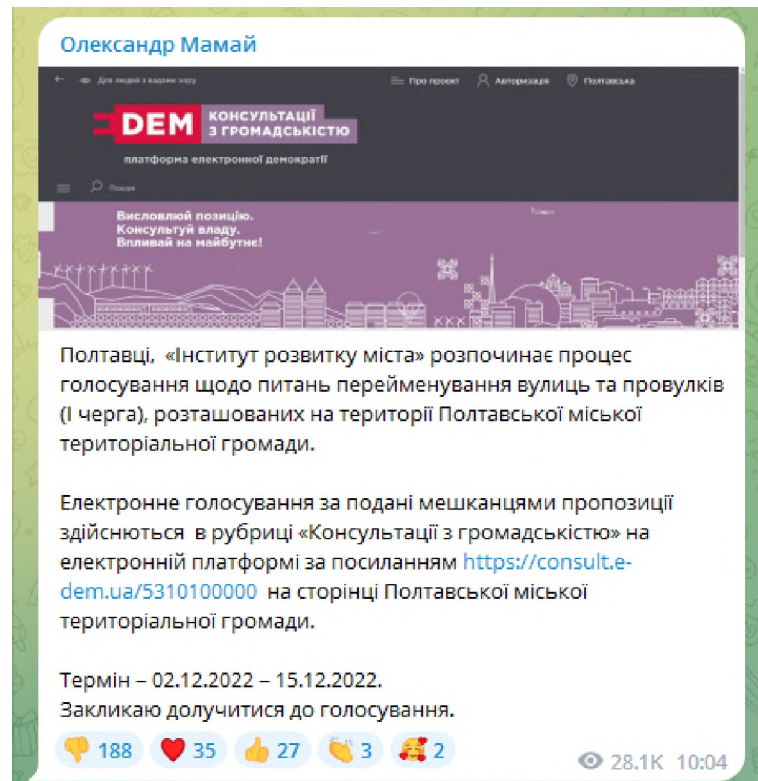 Олександр Мамай
Для людей з вадами зору
Про проект
Авторизація
Полтавська
DEM КОНСУЛЬТАЦІЇ
З ГРОМАДСЬКІСТЮ
платформа електронної демократії
Пошук
Висловлюй позицію.
Консультуй владу.
Впливай на майбутнє!
Полтавці, «Інститут розвитку міста» розпочинає процес
голосування щодо питань перейменування вулиць та провулків
(І черга), розташованих на території Полтавської міської
територіальної громади.
Електронне голосування за подані мешканцями пропозиції
здійснються в рубриці «Консультації з громадськістю» на
електронній платформі за посиланням https://consult.e-
dem.ua/5310100000 на сторінці Полтавської міської
територіальної громади.
Термін – 02.12.2022 – 15.12.2022.
Закликаю долучитися до голосування.
188 35 27 3 2
28.1K 10:04